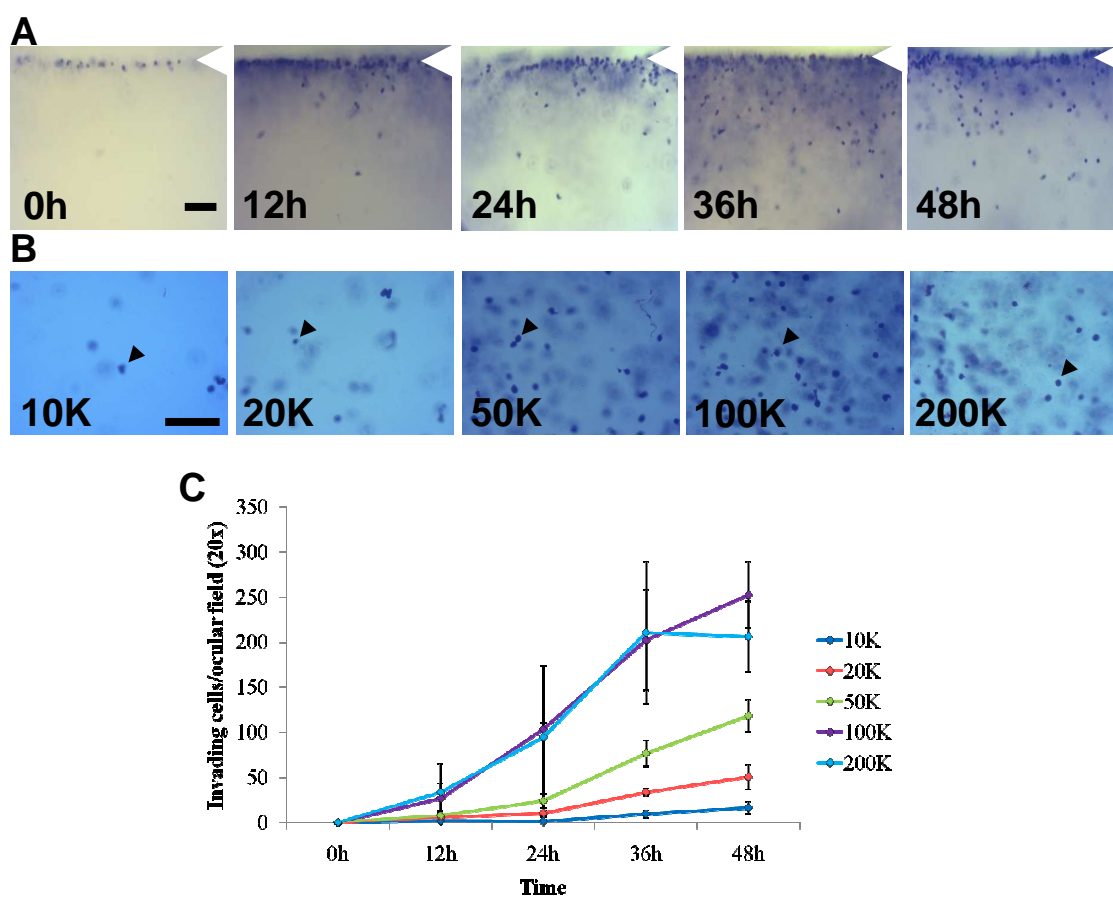 A
0h 12h 24h 36h 48h
B
10K 20K 50K 100K 200K
C
Invading cells/ocular field (20x)
350
300
250
200
150
100
50
0
0h 12h 24h 36h 48h
Time
10K
20K
50K
100K
200K